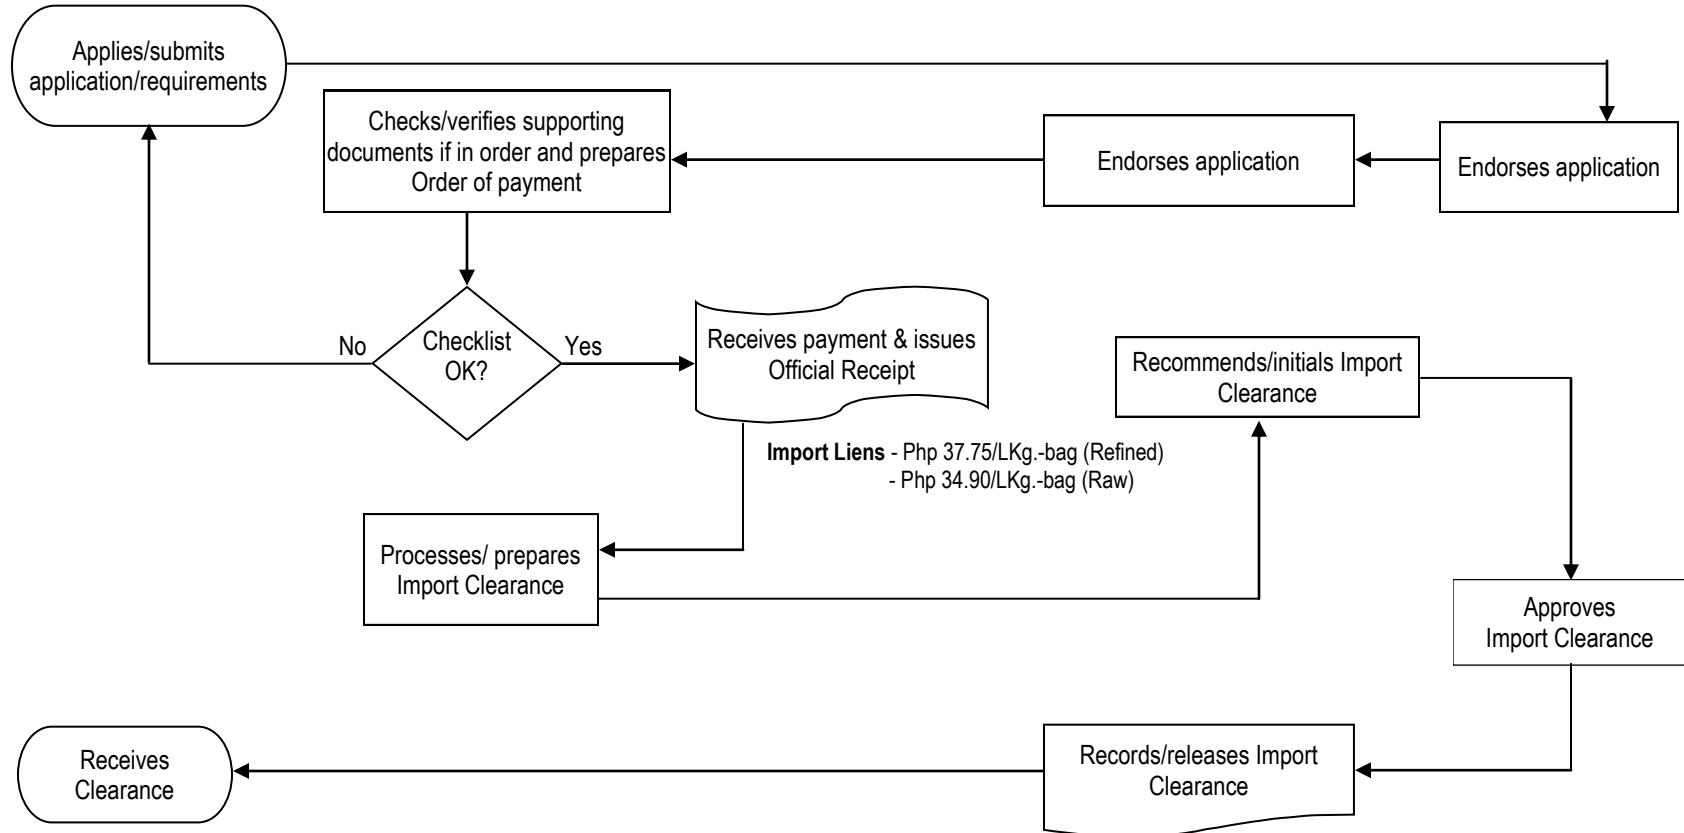 Applies/submits
application/requirements
Checks/verifies supporting
documents if in order and prepares
Order of payment
Endorses application
Endorses application
No
Checklist
OK?
Yes
Receives payment & issues
Official Receipt
Recommends/initials Import
Clearance
Import Liens - Php 37.75/LKg.-bag (Refined)
- Php 34.90/LKg.-bag (Raw)
Processes/ prepares
Import Clearance
Approves
Import Clearance
Receives
Clearance
Records/releases Import
Clearance